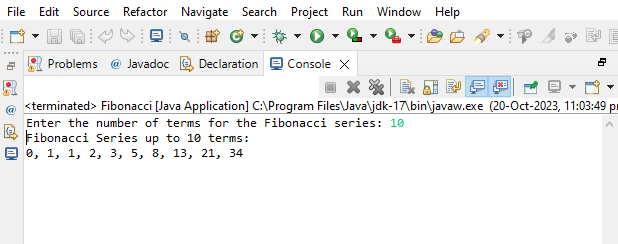 File Edit Source Refactor Navigate Search Project Run Window Help
Problems @ Javadoc Declaration Console
<terminated> Fibonacci [Java Application] C:\Program Files\Java\jdk-17\bin\javaw.exe (20-Oct-2023, 11:03:49 p
Enter the number of terms for the Fibonacci series: 10
Fibonacci Series up to 10 terms:
0, 1, 1, 2, 3, 5, 8, 13, 21, 34